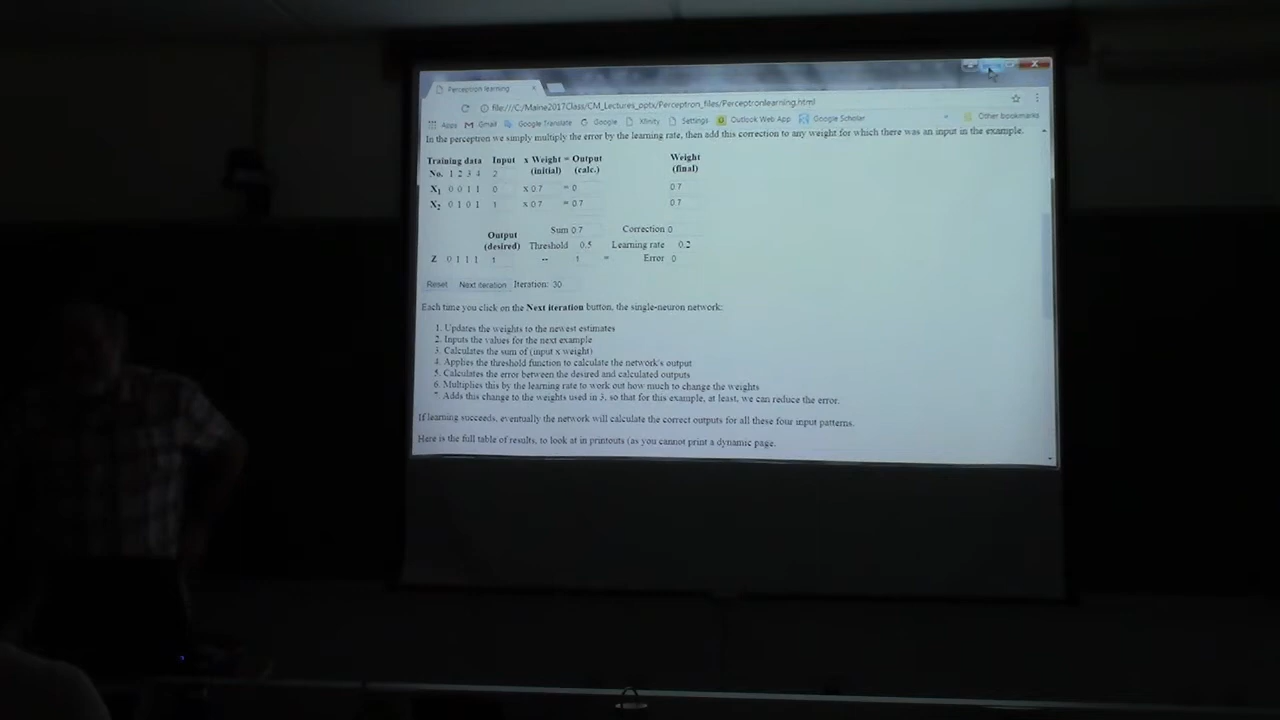 Perceptron learning
file:///C:/Maine2017Class/CM_Lectures_pptx/Perceptron_files/Perceptronlearning.html
Apps Gmail Google Translate Google Xfinity Settings Outlook Web App Google Scholar » Other bookmarks
In the perceptron we simply multiply the error by the learning rate, then add this correction to any weight for which there was an input in the example.
Training data Input x Weight = Output Weight
No. 1 2 3 4 2 (initial) (calc.) (final)
X1 0 0 1 1 0 x 0.7 = 0 0.7
X2 0 1 0 1 1 x 0.7 = 0.7 0.7
Sum 0.7 Correction 0
Output
(desired) Threshold 0.5 Learning rate 0.2
Z 0 1 1 1 1 -- 1 = Error 0
Reset Next iteration Iteration: 30
Each time you click on the Next iteration button, the single-neuron network:
1. Updates the weights to the newest estimates
2. Inputs the values for the next example
3. Calculates the sum of (input x weight)
4. Applies the threshold function to calculate the network's output
5. Calculates the error between the desired and calculated outputs
6. Multiplies this by the learning rate to work out how much to change the weights
7. Adds this change to the weights used in 3, so that for this example, at least, we can reduce the error.
If learning succeeds, eventually the network will calculate the correct outputs for all these four input patterns.
Here is the full table of results, to look at in printouts (as you cannot print a dynamic page.